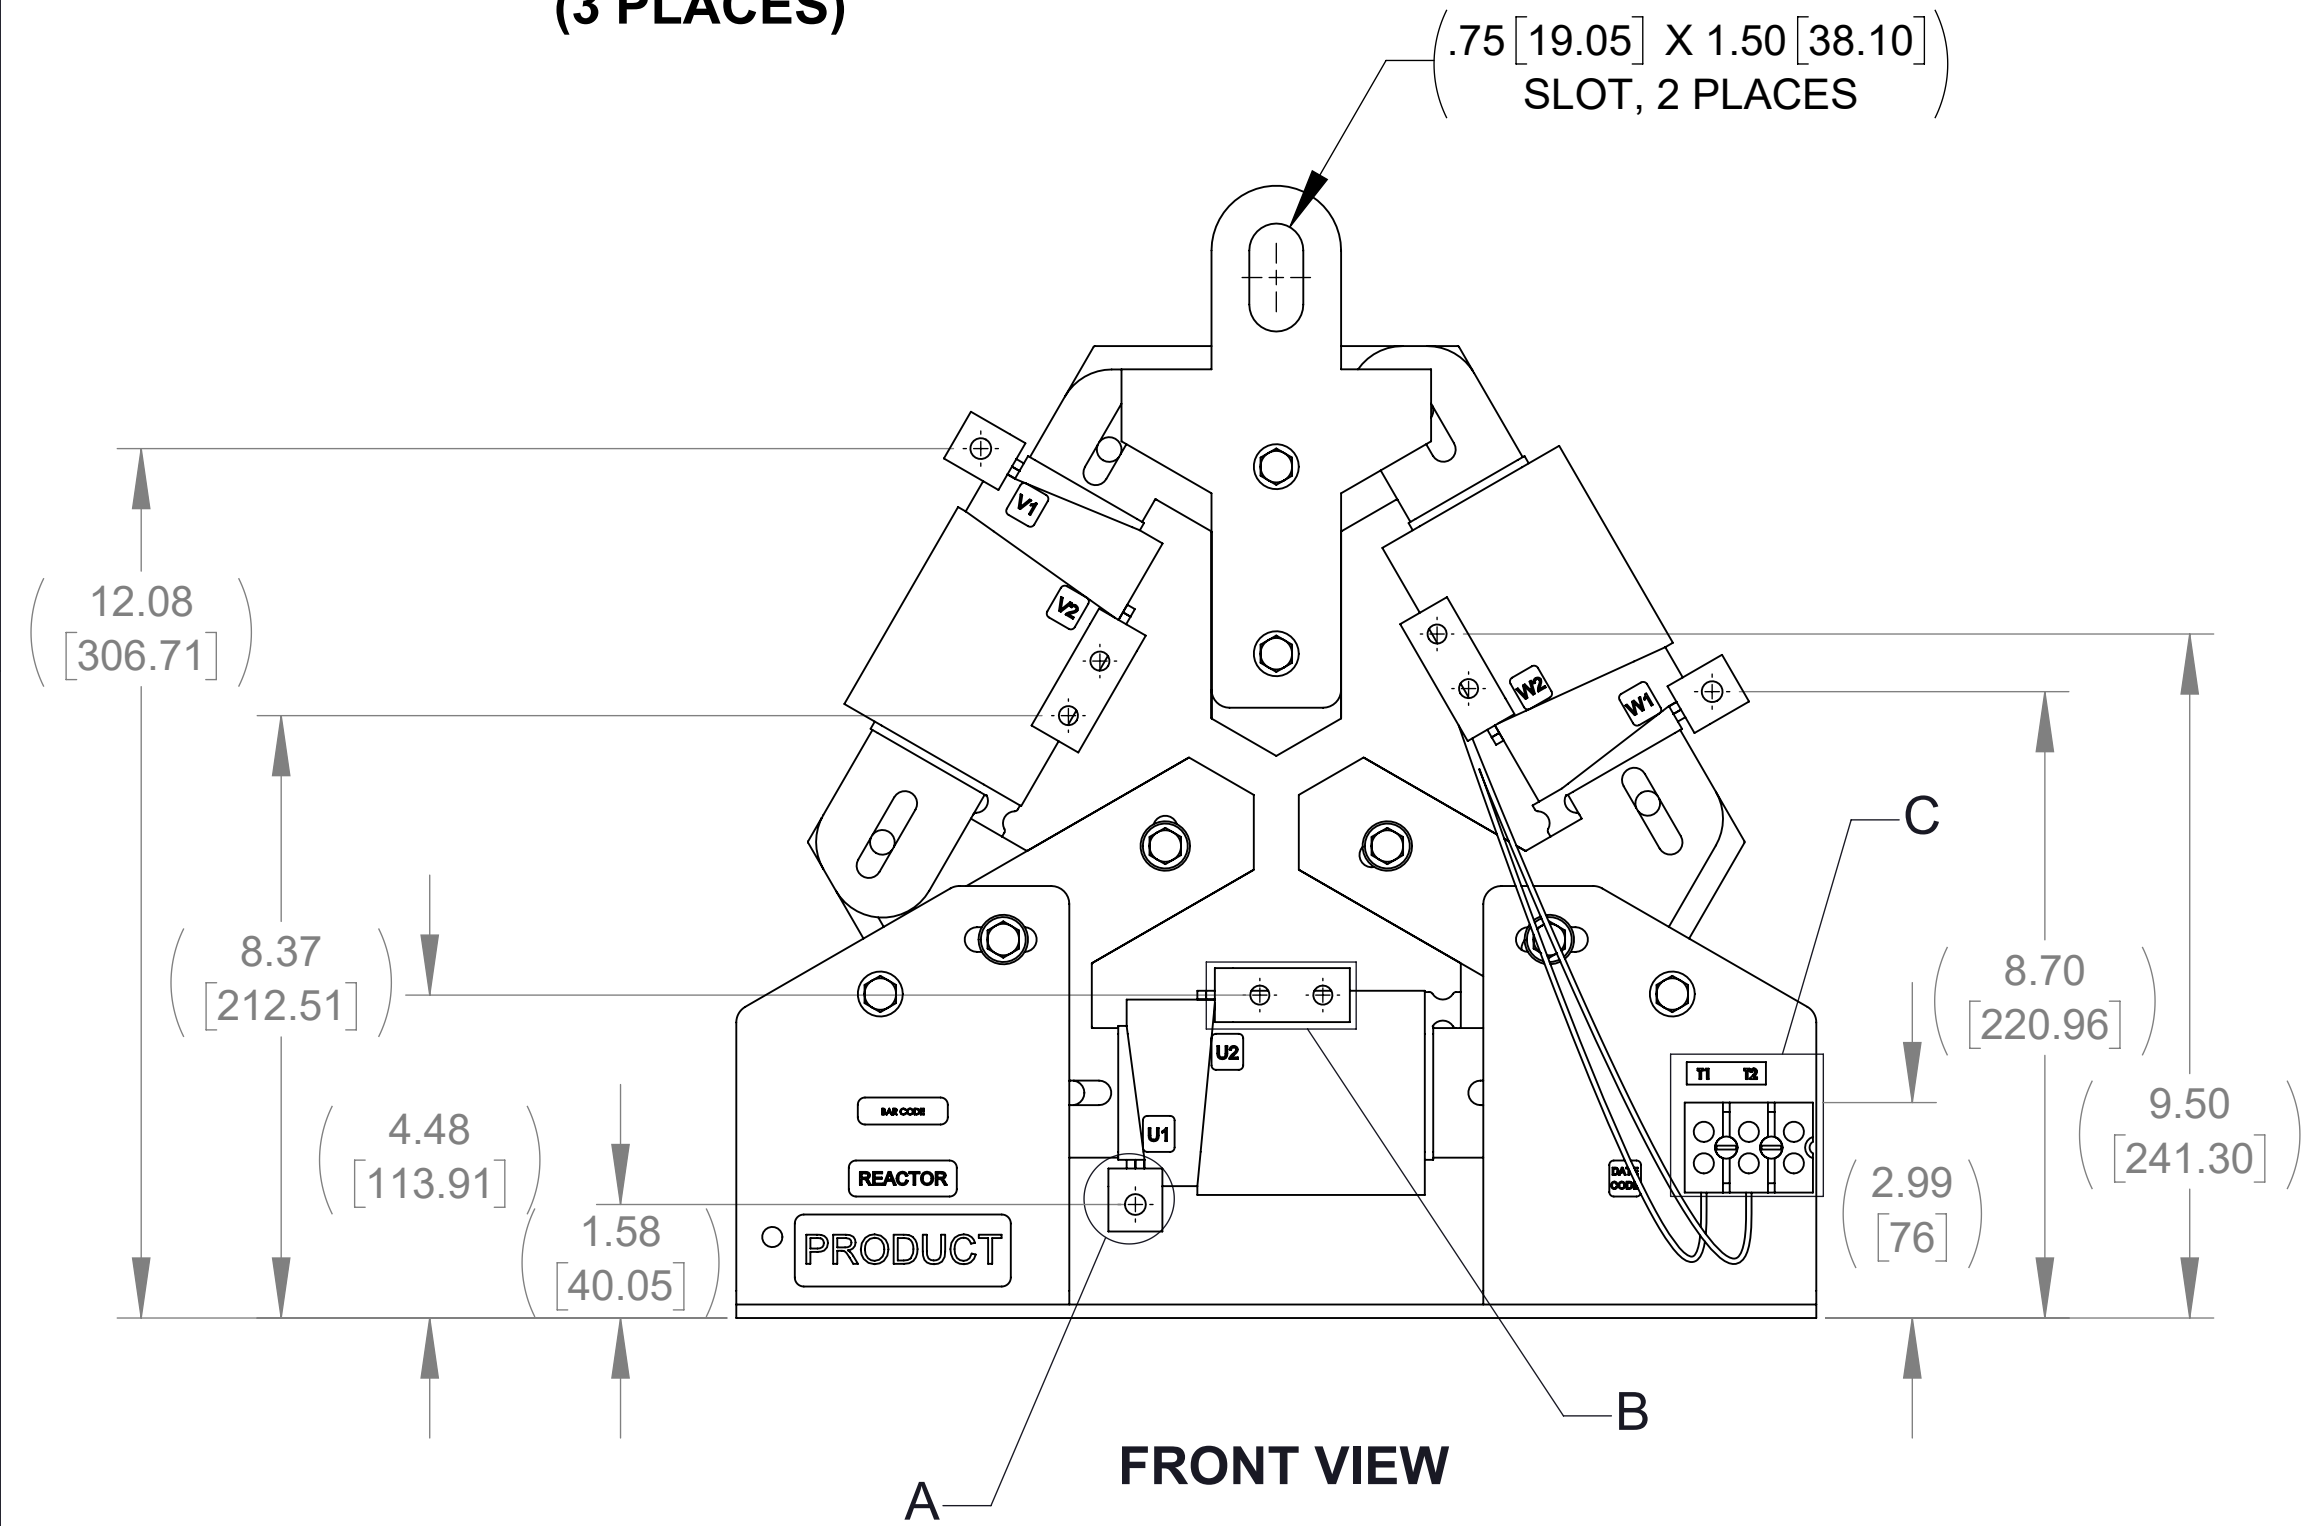 (3 PLACES)
.75[19.05] X 1.50[38.10]
SLOT, 2 PLACES
V1
V2
12.08
[306.71]
W2
W1
C
8.37
[212.51]
8.70
[220.96]
U2
T1 T2
4.48
[113.91]
BAR CODE
U1
9.50
[241.30]
REACTOR
DATE
CODE
2.99
[76]
1.58
[40.05]
PRODUCT
B
FRONT VIEW
A